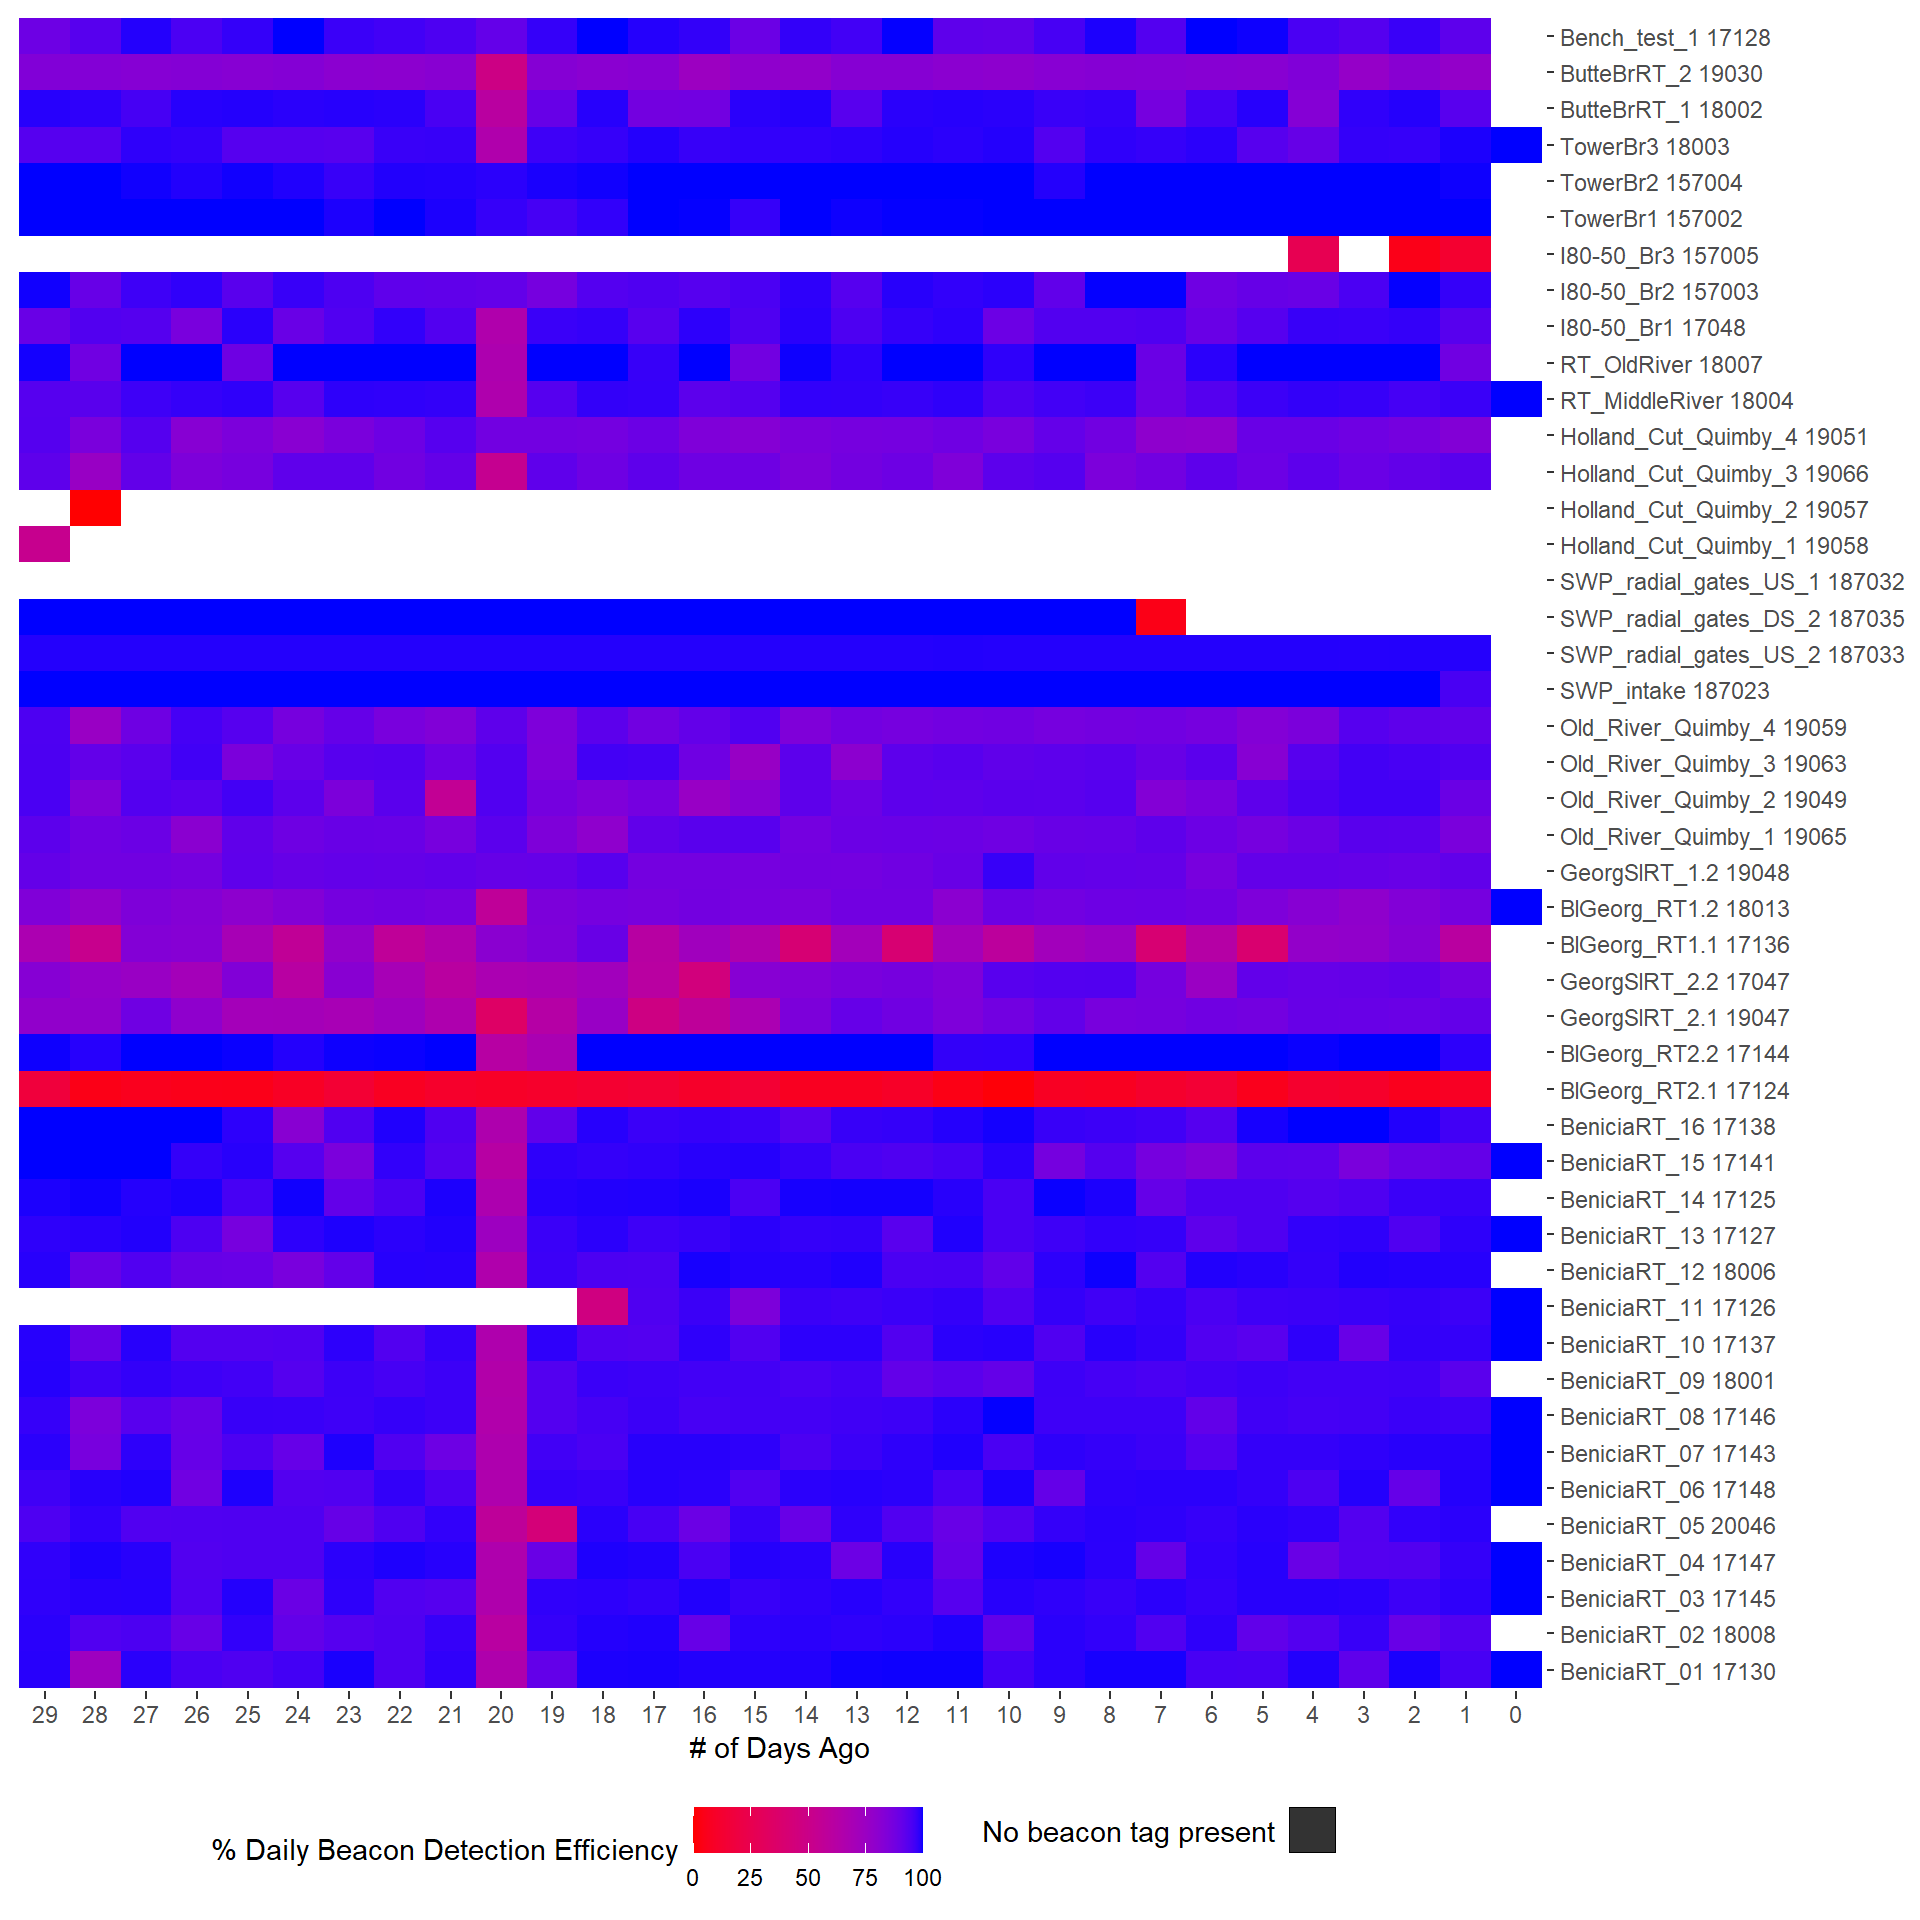 Bench_test_1 17128
ButteBrRT_2 19030
ButteBrRT_1 18002
TowerBr3 18003
TowerBr2 157004
TowerBr1 157002
I80-50_Br3 157005
I80-50_Br2 157003
I80-50_Br1 17048
RT_OldRiver 18007
RT_MiddleRiver 18004
Holland_Cut_Quimby_4 19051
Holland_Cut_Quimby_3 19066
Holland_Cut_Quimby_2 19057
Holland_Cut_Quimby_1 19058
SWP_radial_gates_US_1 187032
SWP_radial_gates_DS_2 187035
SWP_radial_gates_US_2 187033
SWP_intake 187023
Old_River_Quimby_4 19059
Old_River_Quimby_3 19063
Old_River_Quimby_2 19049
Old_River_Quimby_1 19065
GeorgSlRT_1.2 19048
BlGeorg_RT1.2 18013
BlGeorg_RT1.1 17136
GeorgSlRT_2.2 17047
GeorgSlRT_2.1 19047
BlGeorg_RT2.2 17144
BlGeorg_RT2.1 17124
BeniciaRT_16 17138
BeniciaRT_15 17141
BeniciaRT_14 17125
BeniciaRT_13 17127
BeniciaRT_12 18006
BeniciaRT_11 17126
BeniciaRT_10 17137
BeniciaRT_09 18001
BeniciaRT_08 17146
BeniciaRT_07 17143
BeniciaRT_06 17148
BeniciaRT_05 20046
BeniciaRT_04 17147
BeniciaRT_03 17145
BeniciaRT_02 18008
BeniciaRT_01 17130
29 28 27 26 25 24 23 22 21 20 19 18 17 16 15 14 13 12 11 10 9 8 7 6 5 4 3 2 1 0
# of Days Ago
% Daily Beacon Detection Efficiency
0 25 50 75 100
No beacon tag present